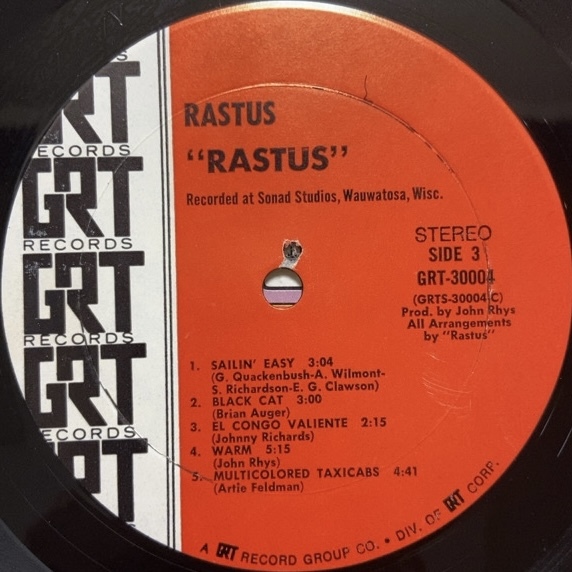 GRT
RECORDS
GRT
RECORDS
GRT
RECORDS
GRT
RECORDS
RASTUS
"RASTUS"
Recorded at Sonad Studios, Wauwatosa, Wisc.
STEREO
SIDE 3
GRT-30004
(GRTS-30004-C)
Prod. by John Rhys
All Arrangements
by "Rastus"
1. SAILIN' EASY 3:04
(G. Quackenbush-A. Wilmont-
S. Richardson-E. G. Clawson)
2. BLACK CAT 3:00
(Brian Auger)
3. EL CONGO VALIENTE 2:15
(Johnny Richards)
4. WARM 5:15
(John Rhys)
5. MULTICOLORED TAXICABS 4:41
(Artie Feldman)
A GRT RECORD GROUP CO. • DIV. OF GRT CORP.